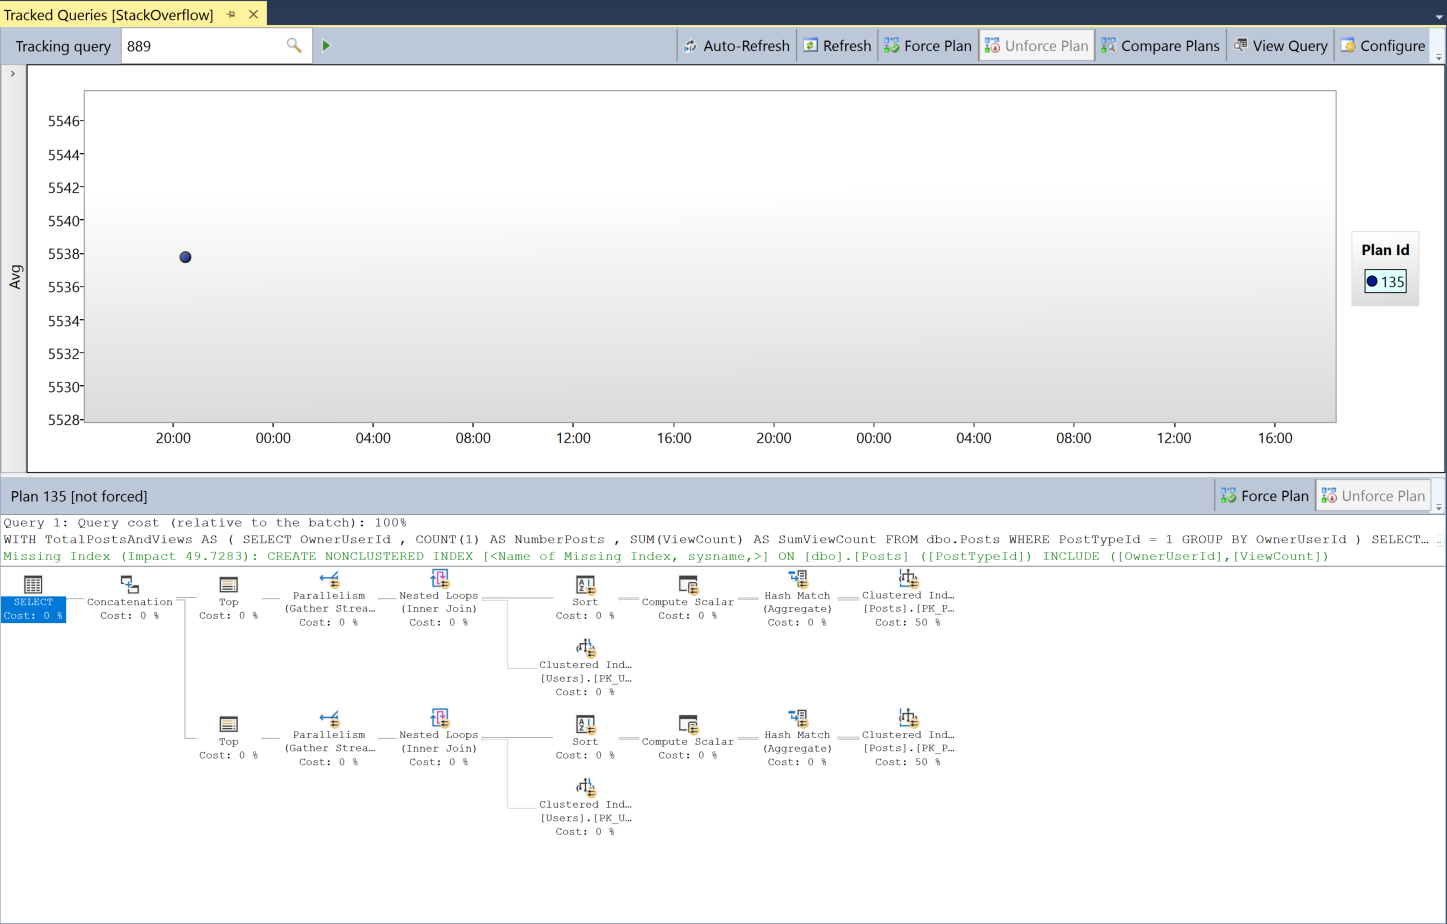 Tracked Queries [StackOverflow]
Tracking query 889 Auto-Refresh Refresh Force Plan Unforce Plan Compare Plans View Query Configure
Avg
5546
5544
5542
5540
5538
5536
5534
5532
5530
5528
20:00 00:00 04:00 08:00 12:00 16:00 20:00 00:00 04:00 08:00 12:00 16:00
Plan Id
135
Plan 135 [not forced] Force Plan Unforce Plan
Query 1: Query cost (relative to the batch): 100%
WITH TotalPostsAndViews AS ( SELECT OwnerUserId , COUNT(1) AS NumberPosts , SUM(ViewCount) AS SumViewCount FROM dbo.Posts WHERE PostTypeId = 1 GROUP BY OwnerUserId ) SELECT...
Missing Index (Impact 49.7283): CREATE NONCLUSTERED INDEX [<Name of Missing Index, sysname,>] ON [dbo].[Posts] ([PostTypeId]) INCLUDE ([OwnerUserId],[ViewCount])
SELECT
Cost: 0 %
Concatenation
Cost: 0 %
Top
Cost: 0 %
Parallelism
(Gather Strea…
Cost: 0 %
Nested Loops
(Inner Join)
Cost: 0 %
Sort
Cost: 0 %
Compute Scalar
Cost: 0 %
Hash Match
(Aggregate)
Cost: 0 %
Clustered Ind…
[Posts].[PK_P…
Cost: 50 %
Clustered Ind…
[Users].[PK_U…
Cost: 0 %
Top
Cost: 0 %
Parallelism
(Gather Strea…
Cost: 0 %
Nested Loops
(Inner Join)
Cost: 0 %
Sort
Cost: 0 %
Compute Scalar
Cost: 0 %
Hash Match
(Aggregate)
Cost: 0 %
Clustered Ind…
[Posts].[PK_P…
Cost: 50 %
Clustered Ind…
[Users].[PK_U…
Cost: 0 %